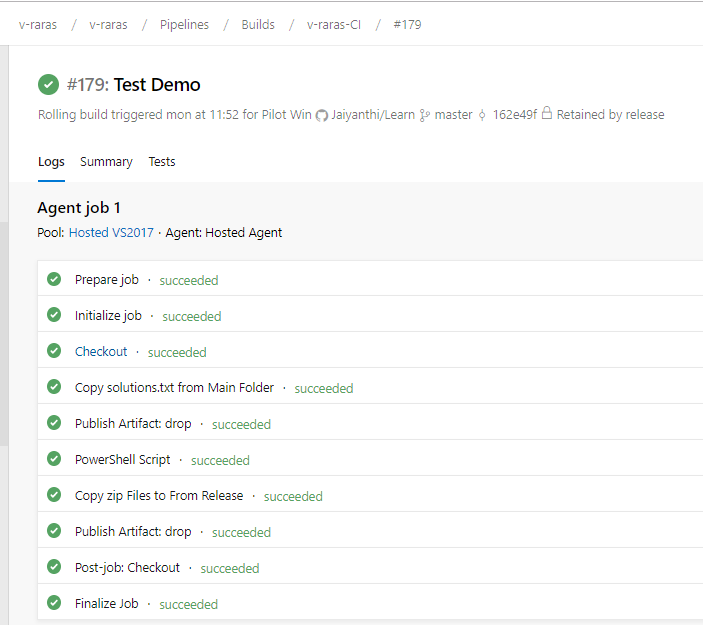 v-raras / v-raras / Pipelines / Builds / v-raras-CI / #179
#179: Test Demo
Rolling build triggered mon at 11:52 for Pilot Win Jaiyanthi/Learn master 162e49f Retained by release
Logs Summary Tests
Agent job 1
Pool: Hosted VS2017 · Agent: Hosted Agent
Prepare job · succeeded
Initialize job · succeeded
Checkout · succeeded
Copy solutions.txt from Main Folder · succeeded
Publish Artifact: drop · succeeded
PowerShell Script · succeeded
Copy zip Files to From Release · succeeded
Publish Artifact: drop · succeeded
Post-job: Checkout · succeeded
Finalize Job · succeeded